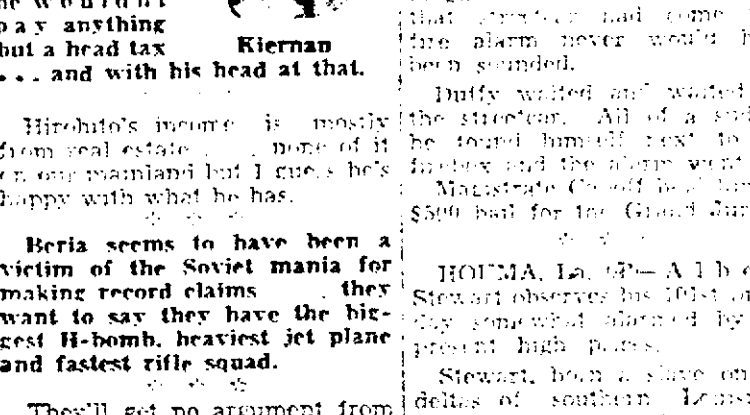 he wouldn't
pay anything
but a head tax
Kiernan
. . . and with his head at that.
Hirohito's income is mostly
from real estate . . . none of it
on our mainland but I guess he's
happy with what he has.
Beria seems to have been a
victim of the Soviet mania for
making record claims they
want to say they have the big-
gest H-bomb, heaviest jet plane
and fastest rifle squad.
They'll get no argument from
that streetcar had come
fire alarm never would
been sounded.
Duffy waited and waited
the streetcar. All of a
he found himself next to
firebox and the alarm went
Magistrate
$500 bail for the Grand
HOUMA, La. (P— A l b
Stewart observes his 101st
day somewhat alarmed by
present high prices.
Stewart, born a slave on
deltas of southern